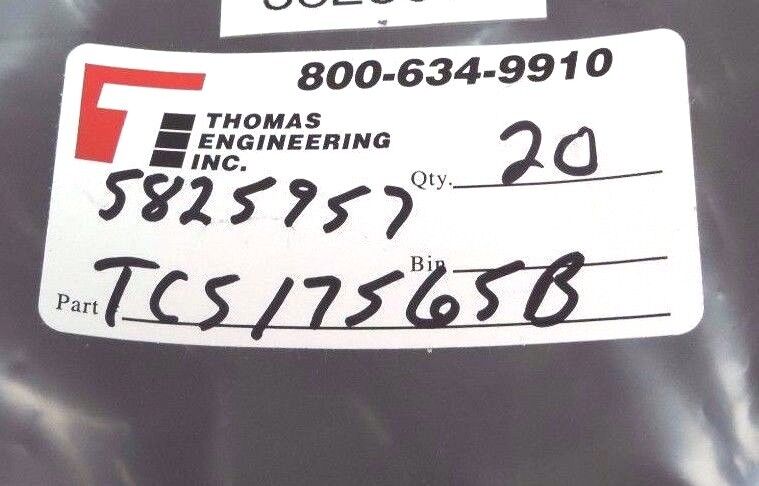 800-634-9910
THOMAS
ENGINEERING
INC.
Qty. 20
5825957
Bin
Part TCS17565B